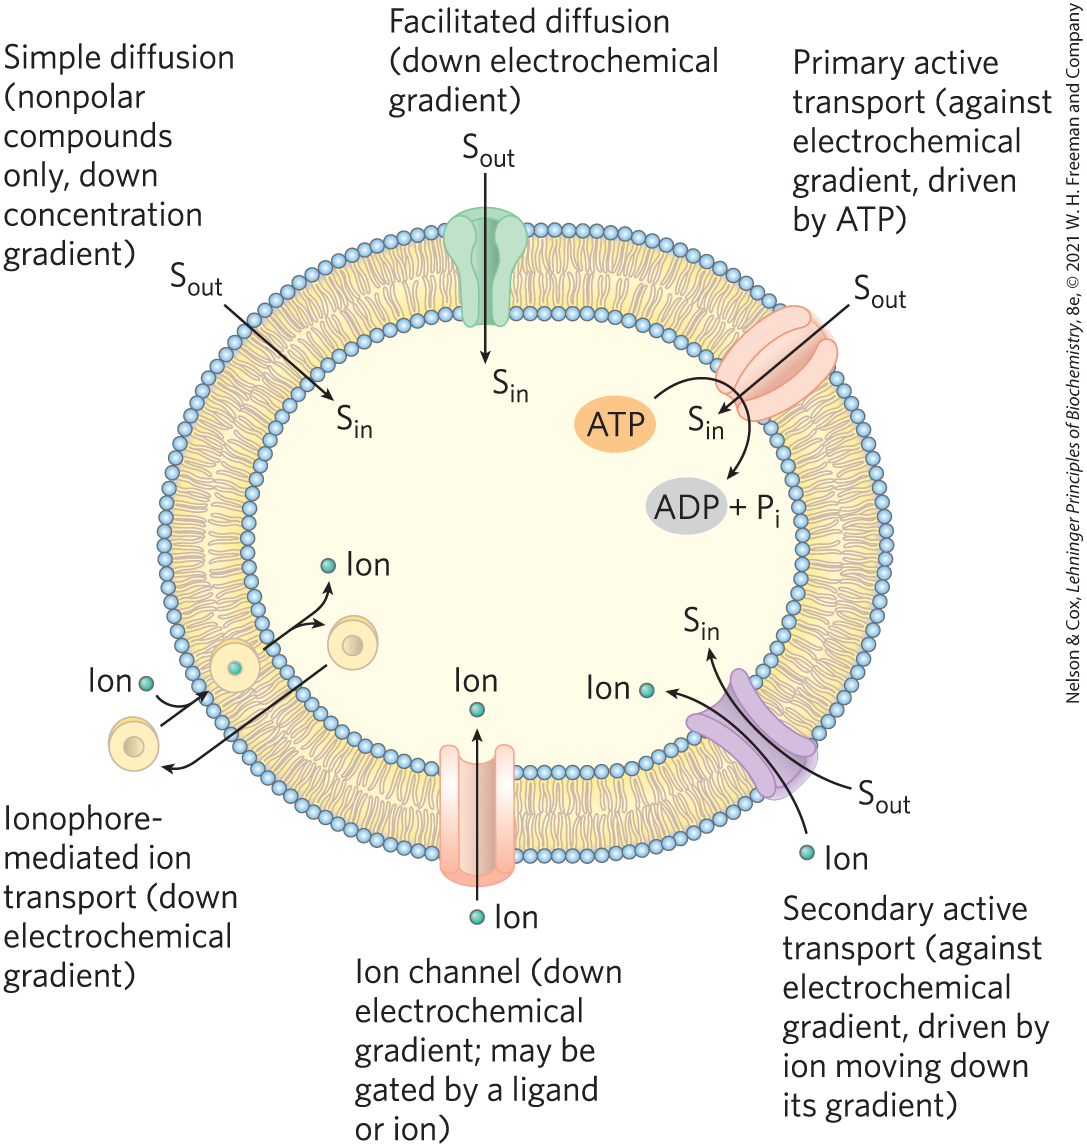 Simple diffusion
(nonpolar
compounds
only, down
concentration
gradient)
Sout
Sin
Facilitated diffusion
(down electrochemical
gradient)
Sout
Sin
Primary active
transport (against
electrochemical
gradient, driven
by ATP)
Sout
Sin
ATP
ADP + Pi
Ion
Ion
Ionophore-
mediated ion
transport (down
electrochemical
gradient)
Ion
Ion
Ion channel (down
electrochemical
gradient; may be
gated by a ligand
or ion)
Sin
Ion
Sout
Ion
Secondary active
transport (against
electrochemical
gradient, driven by
ion moving down
its gradient)
Nelson & Cox, Lehninger Principles of Biochemistry, 8e, © 2021 W. H. Freeman and Company